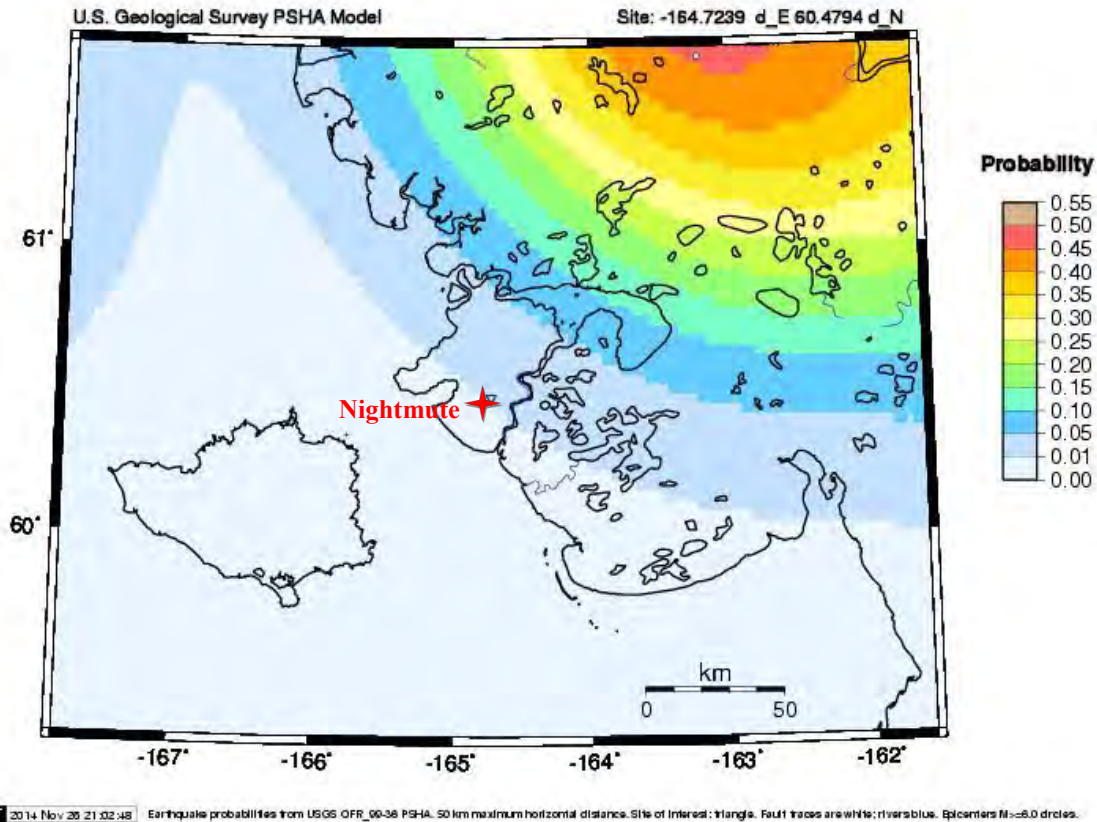 U.S. Geological Survey PSHA Model Site: -164.7239 d_E 60.4794 d_N
Probability
0.55
0.50
0.45
0.40
0.35
0.30
0.25
0.20
0.15
0.10
0.05
0.01
0.00
61°
60°
Nightmute
km
0 50
-167° -166° -165° -164° -163° -162°
2014 Nov 26 21:02:48 Earthquake probabilities from USGS OFR_99-36 PSHA. 50 km maximum horizontal distance. Site of interest: triangle. Fault traces are white; rivers blue. Epicenters M>=6.0 circles.